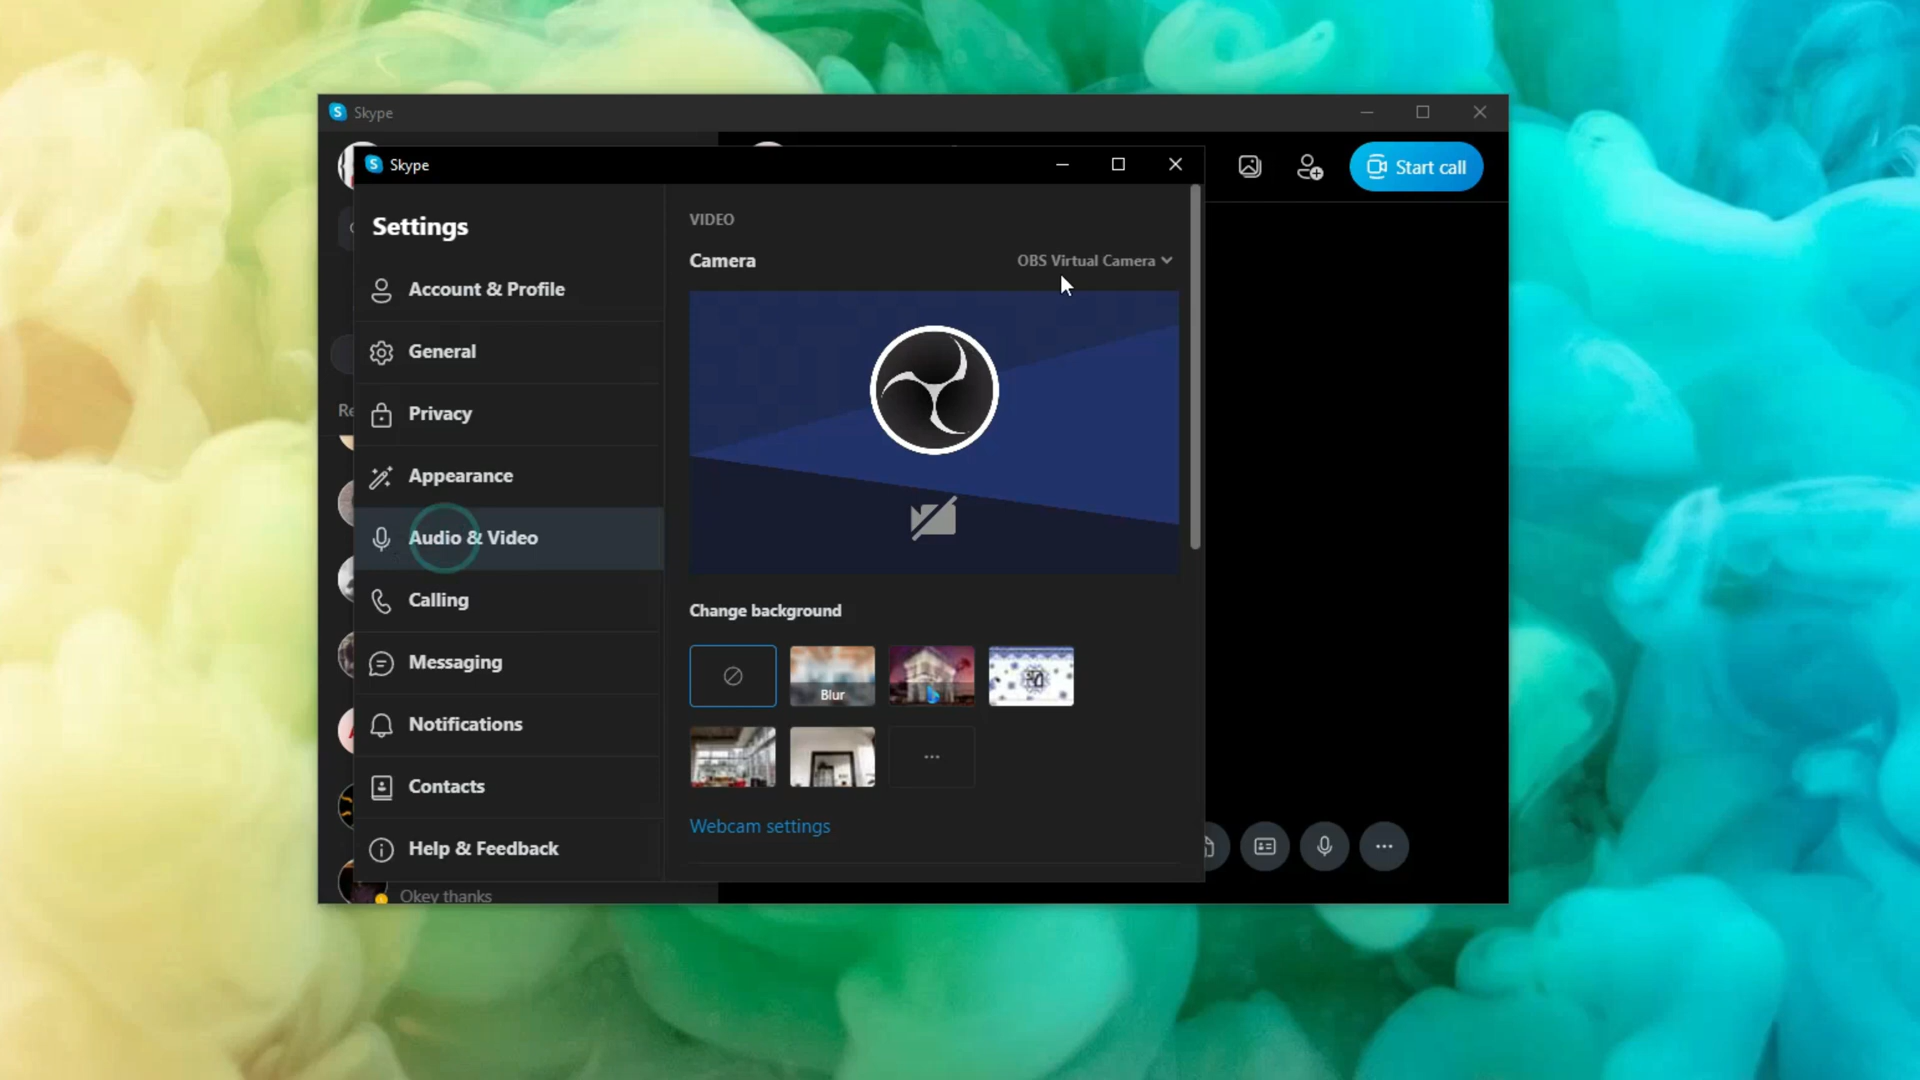 Skype
Skype
Start call
Settings
VIDEO
Camera
OBS Virtual Camera
Account & Profile
General
Privacy
Re
Appearance
Audio & Video
Calling
Change background
Messaging
Blur
Notifications
Contacts
Webcam settings
Help & Feedback
Okey thanks